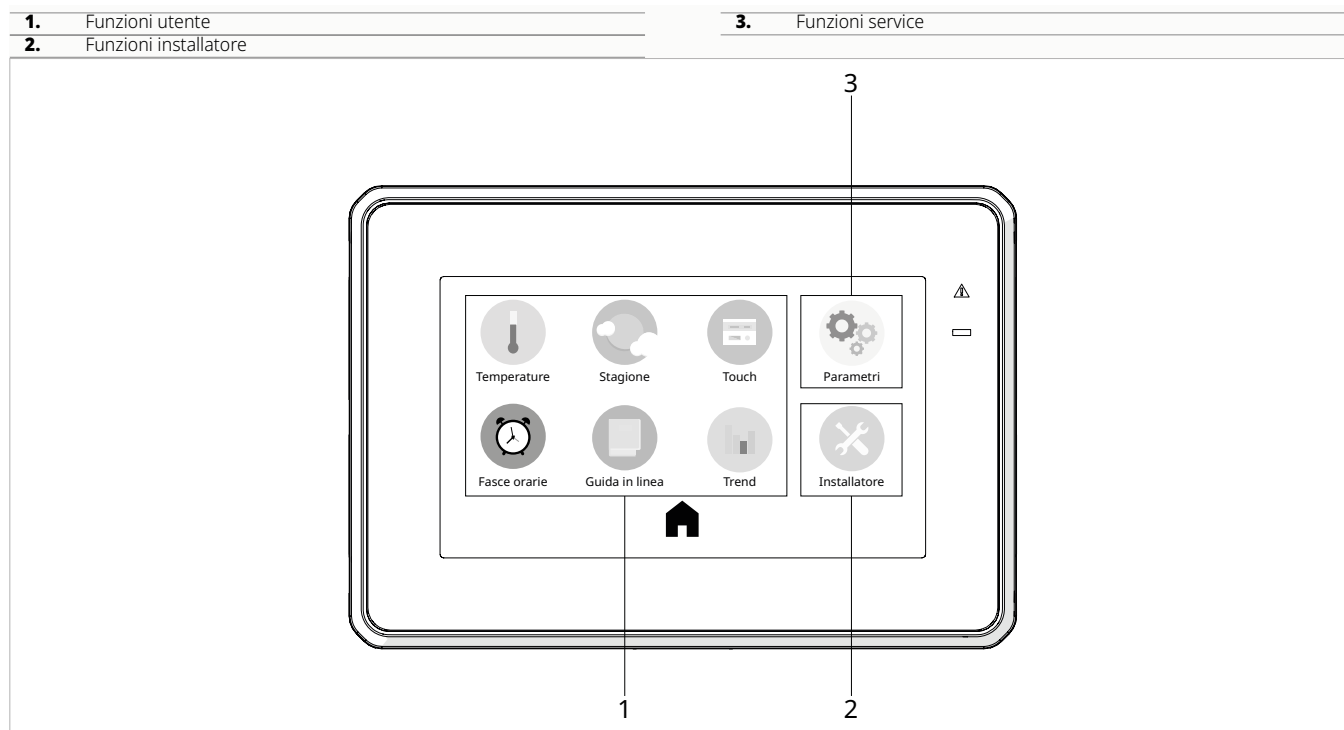 1. Funzioni utente
2. Funzioni installatore
3. Funzioni service
3
Temperature Stagione Touch Parametri
Fasce orarie Guida in linea Trend Installatore
1 2